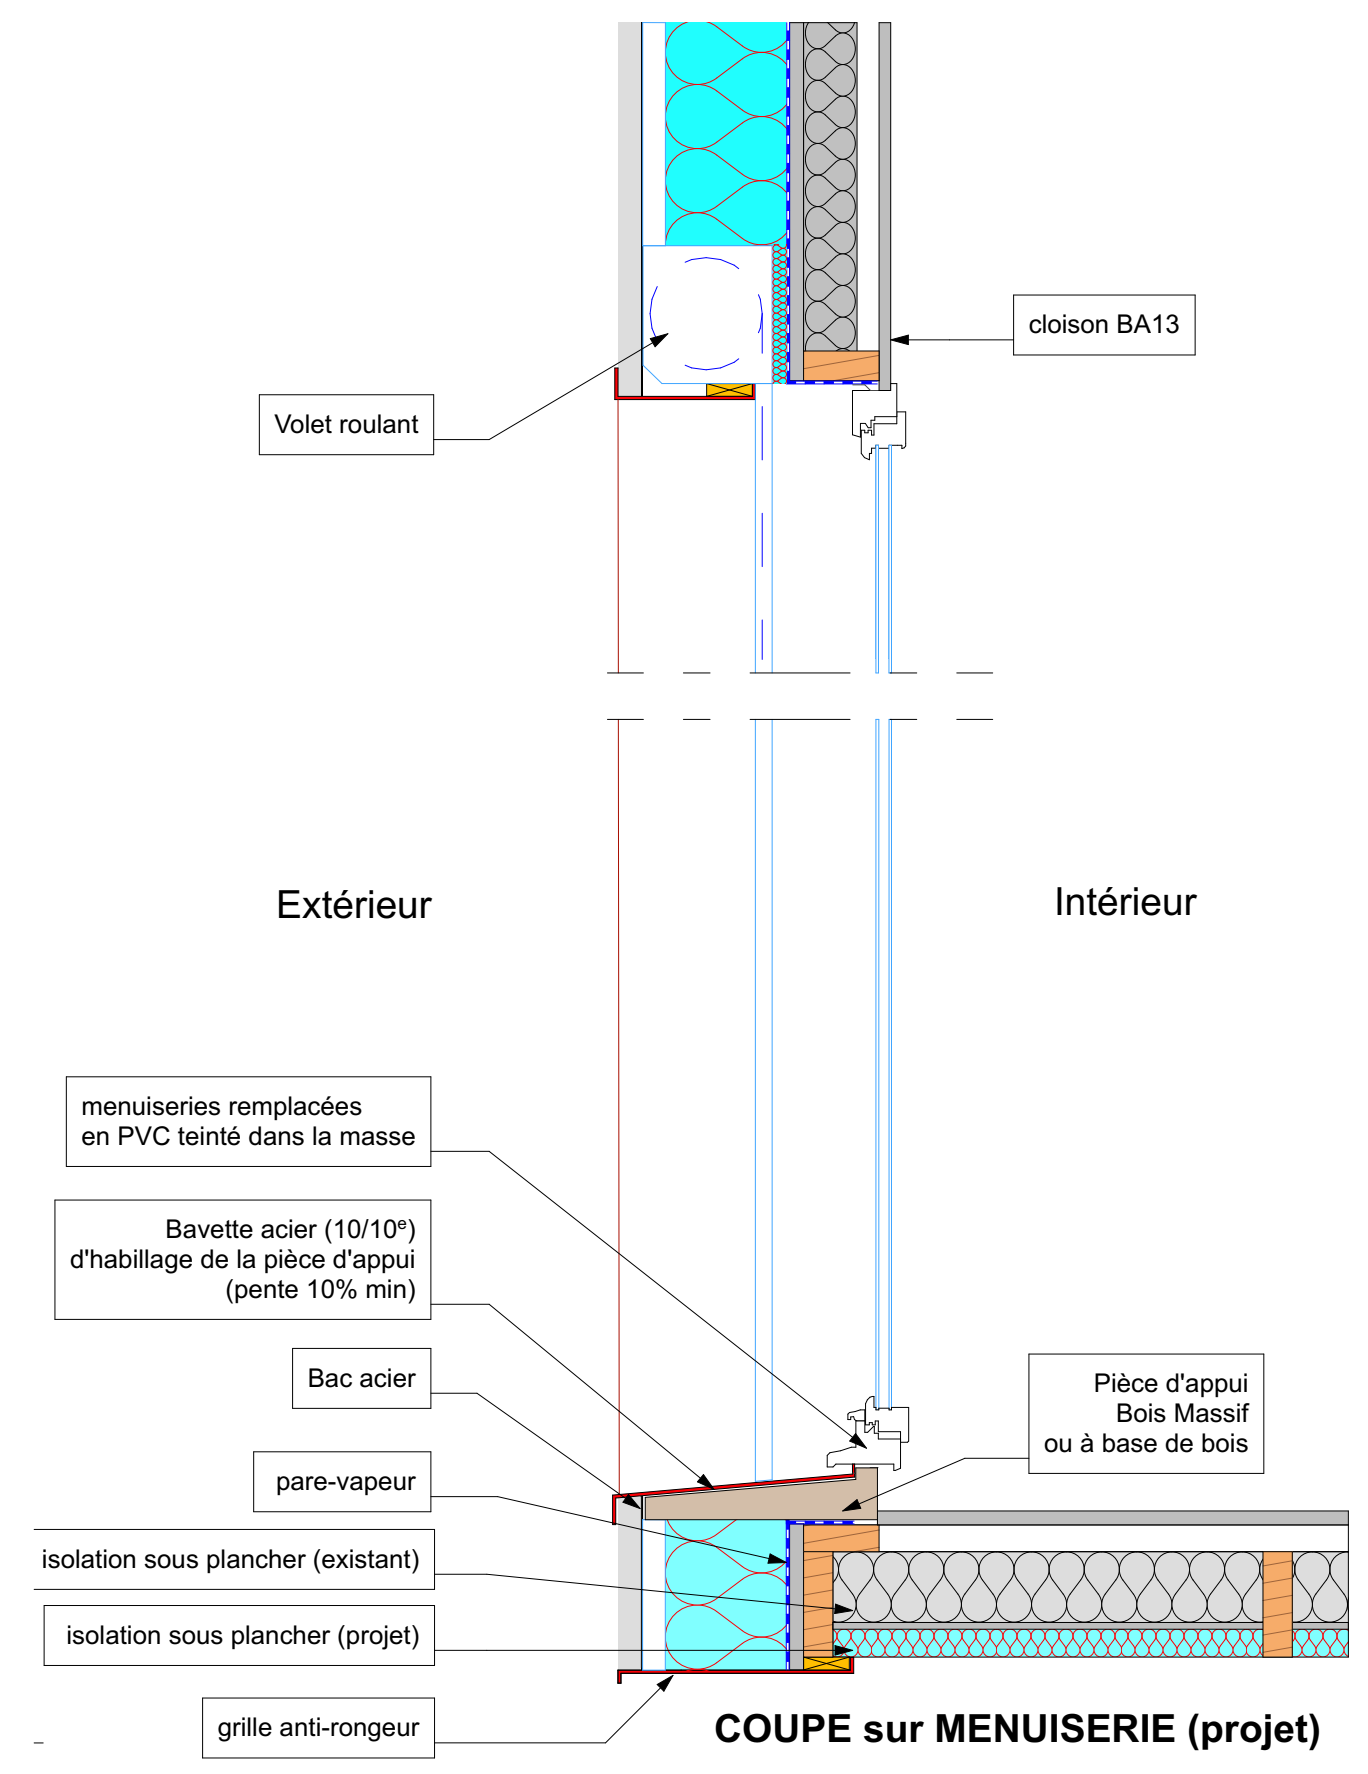 cloison BA13
Volet roulant
Extérieur
Intérieur
menuiseries remplacées
en PVC teinté dans la masse
Bavette acier (10/10ᵉ)
d'habillage de la pièce d'appui
(pente 10% min)
Bac acier
Pièce d'appui
Bois Massif
ou à base de bois
pare-vapeur
isolation sous plancher (existant)
isolation sous plancher (projet)
grille anti-rongeur
COUPE sur MENUISERIE (projet)